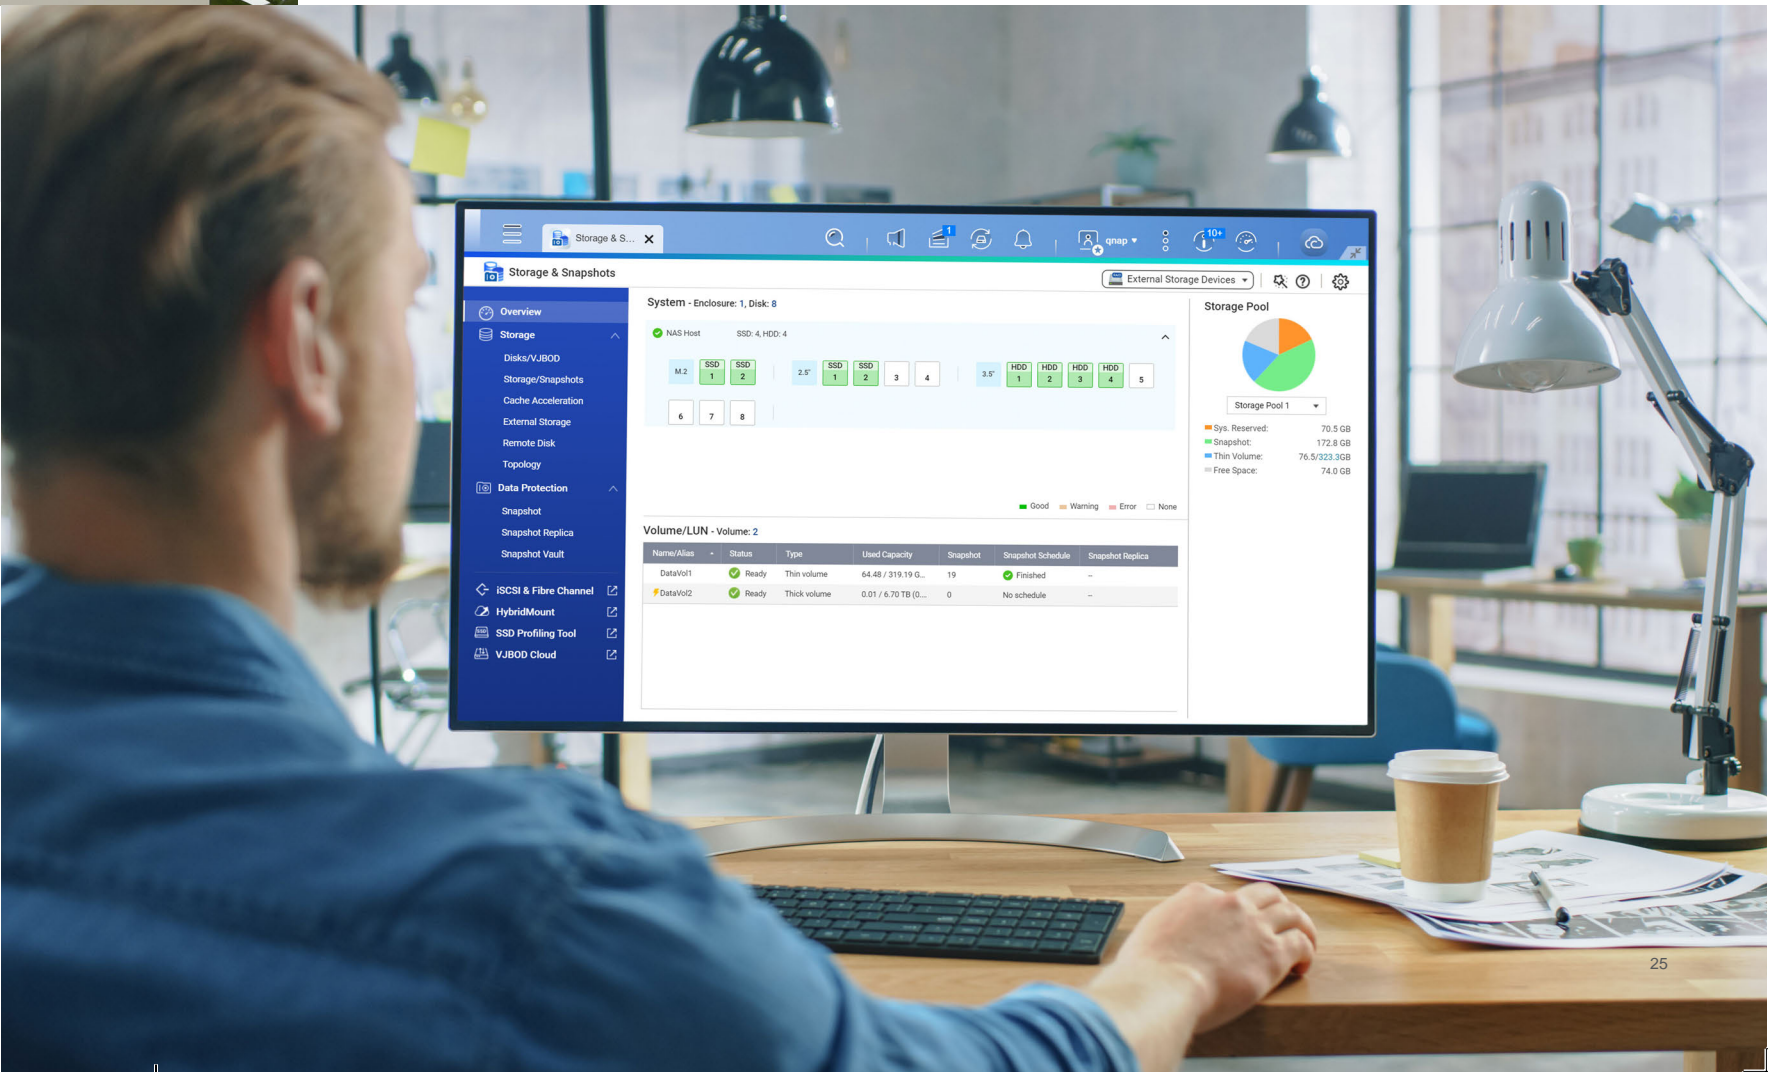 Storage & S...
1
qnap
10+
Storage & Snapshots
External Storage Devices
Overview
Storage
Disks/VJBOD
Storage/Snapshots
Cache Acceleration
External Storage
Remote Disk
Topology
Data Protection
Snapshot
Snapshot Replica
Snapshot Vault
iSCSI & Fibre Channel
HybridMount
SSD Profiling Tool
VJBOD Cloud
System - Enclosure: 1, Disk: 8
NAS Host SSD: 4, HDD: 4
M.2 SSD 1 SSD 2 2.5" SSD 1 SSD 2 3 4 3.5" HDD 1 HDD 2 HDD 3 HDD 4 5
6 7 8
Good Warning Error None
Volume/LUN - Volume: 2
Name/Alias Status Type Used Capacity Snapshot Snapshot Schedule Snapshot Replica
DataVol1 Ready Thin volume 64.48 / 319.19 G... 19 Finished --
DataVol2 Ready Thick volume 0.01 / 6.70 TB (0.... 0 No schedule --
Storage Pool
Storage Pool 1
Sys. Reserved: 70.5 GB
Snapshot: 172.8 GB
Thin Volume: 76.5/323.3GB
Free Space: 74.0 GB
25